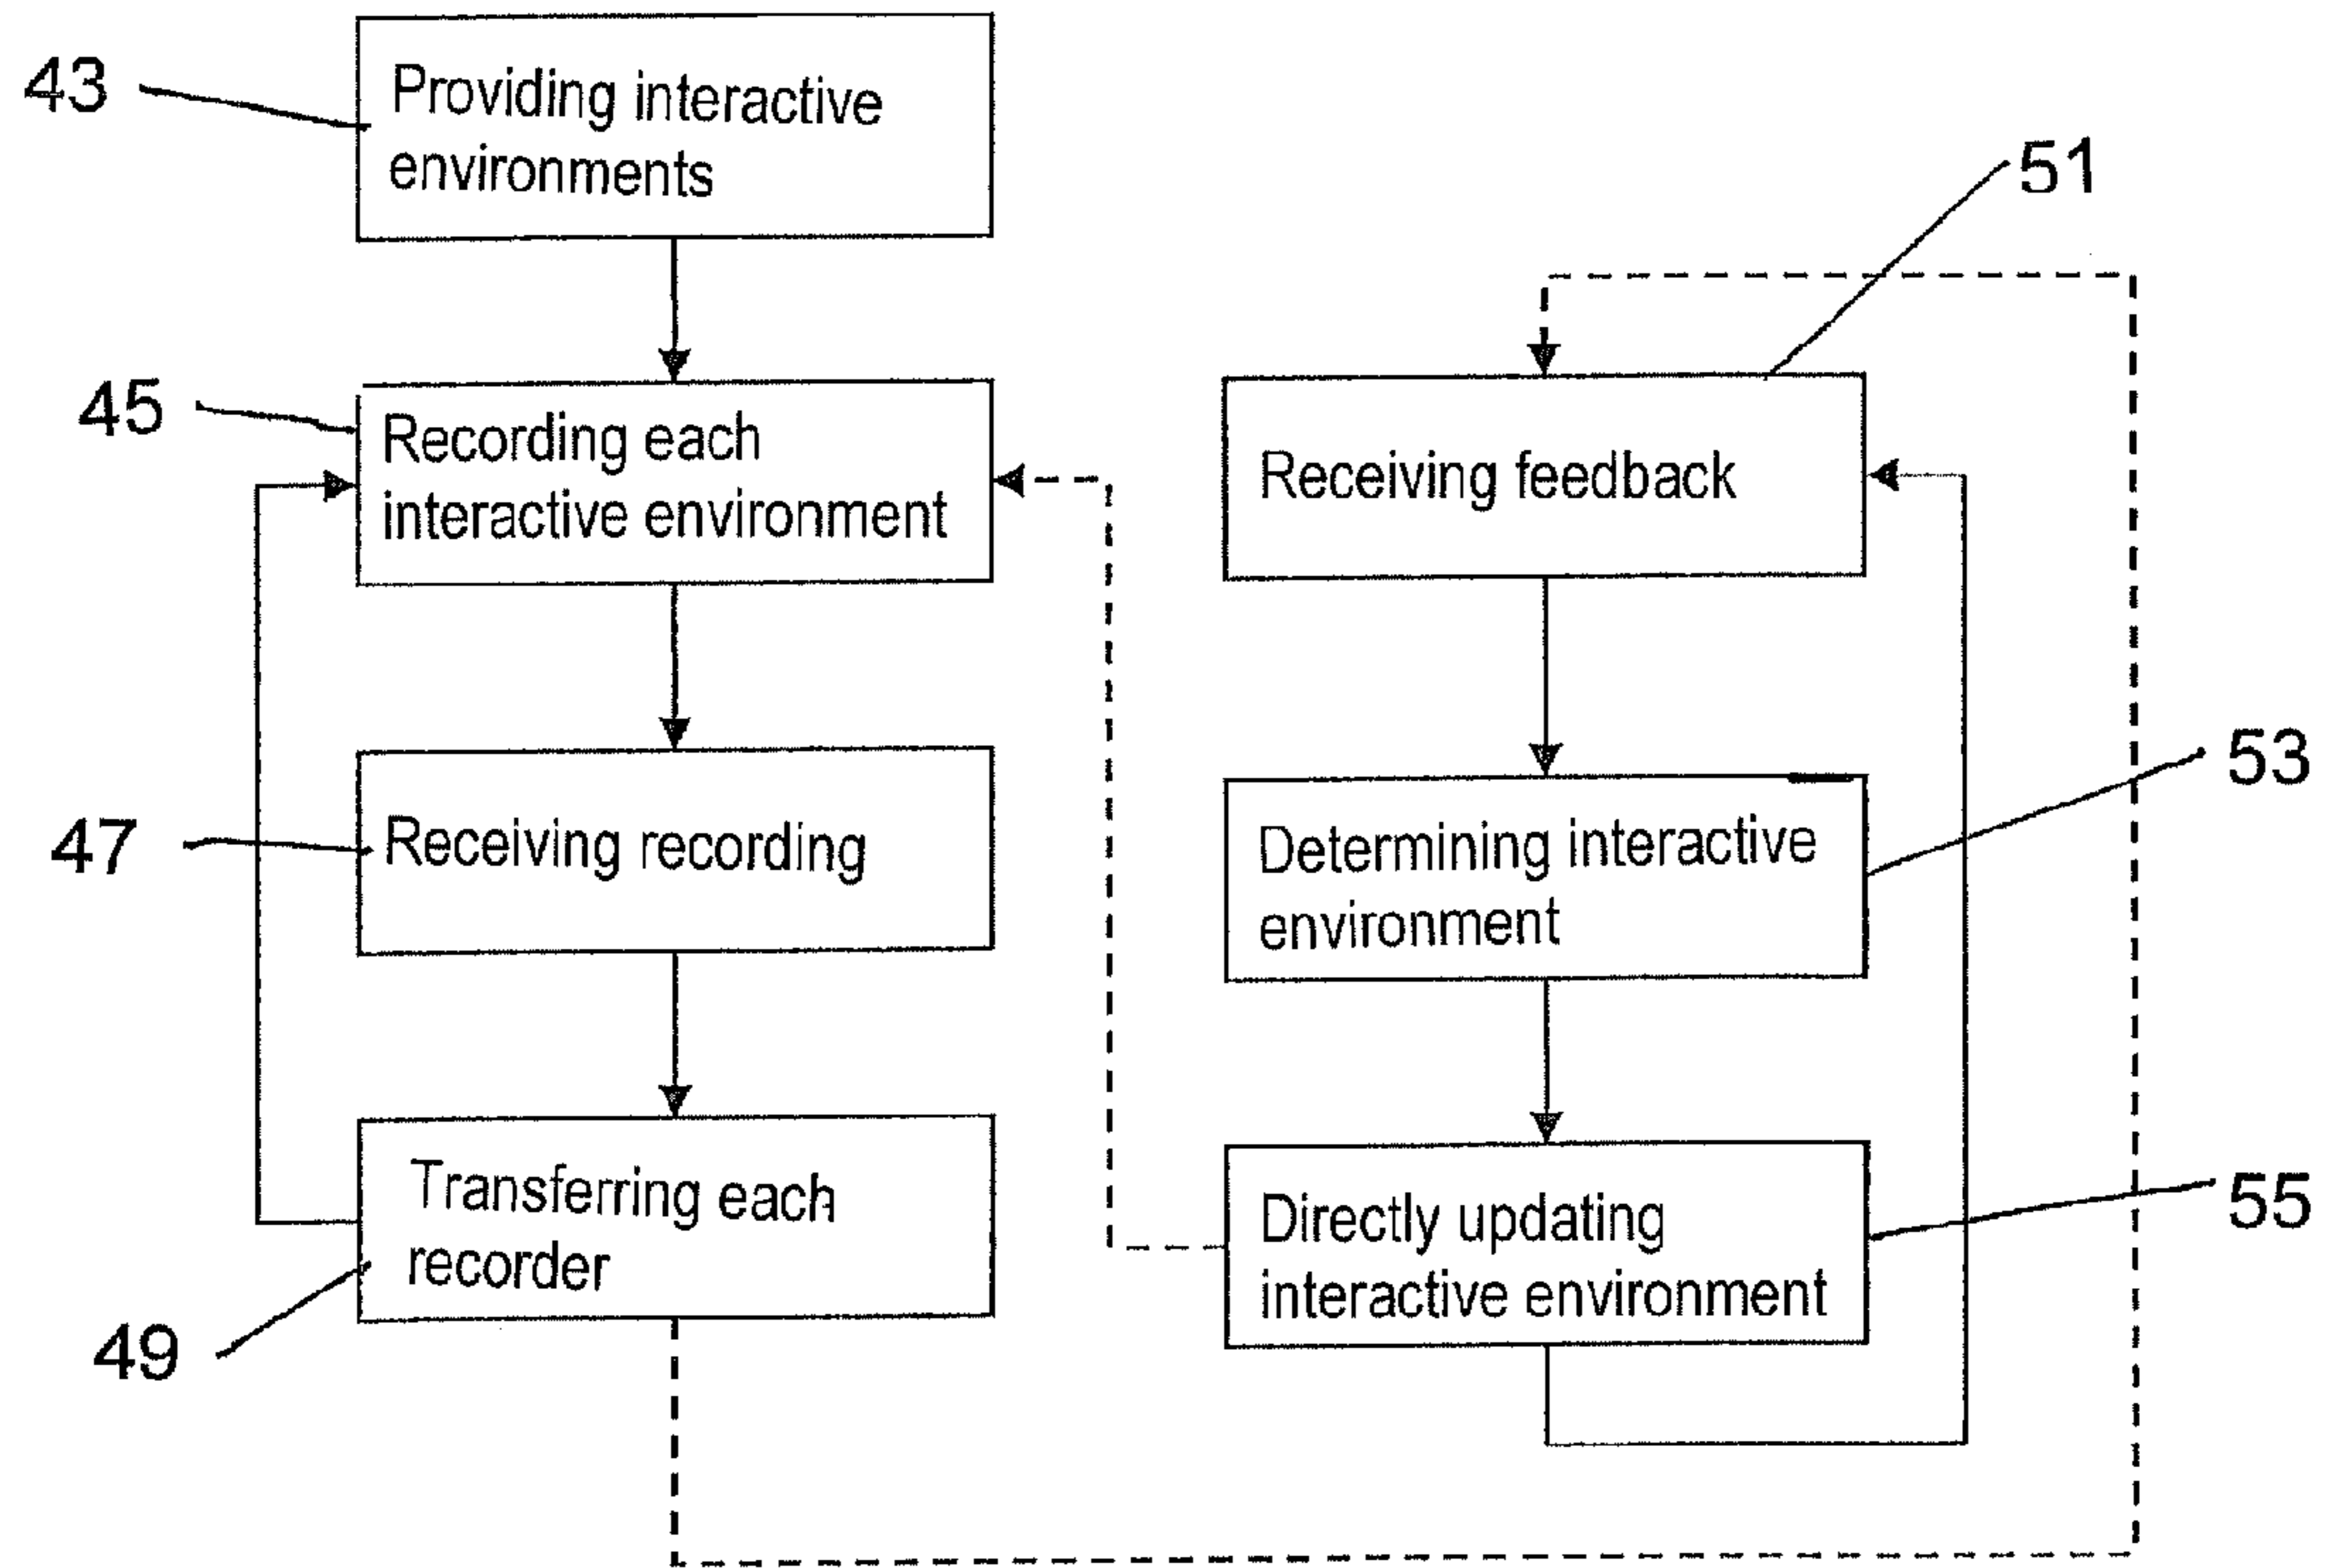 43
Providing interactive
environments
45
Recording each
interactive environment
47
Receiving recording
49
Transferring each
recorder
51
Receiving feedback
53
Determining interactive
environment
55
Directly updating
interactive environment